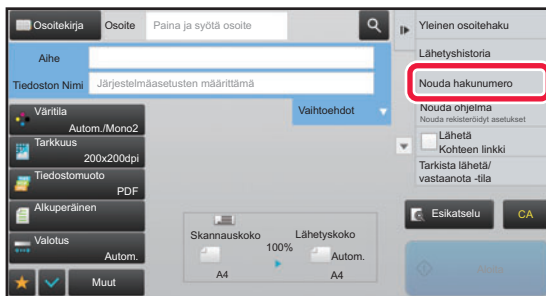 Osoitekirja
Osoite
Paina ja syötä osoite
Aihe
Tiedoston Nimi
Järjestelmäasetusten määrittämä
Väritila
Autom./Mono2
Tarkkuus
200x200dpi
Tiedostomuoto
PDF
Alkuperäinen
Valotus
Autom.
Muut
Vaihtoehdot
Skannauskoko
A4
100%
Lähetyskoko
Autom.
A4
Yleinen osoitehaku
Lähetyshistoria
Nouda hakunumero
Nouda ohjelma
Nouda rekisteröidyt asetukset
Lähetä
Kohteen linkki
Tarkista lähetä/
vastaanota -tila
Esikatselu
CA